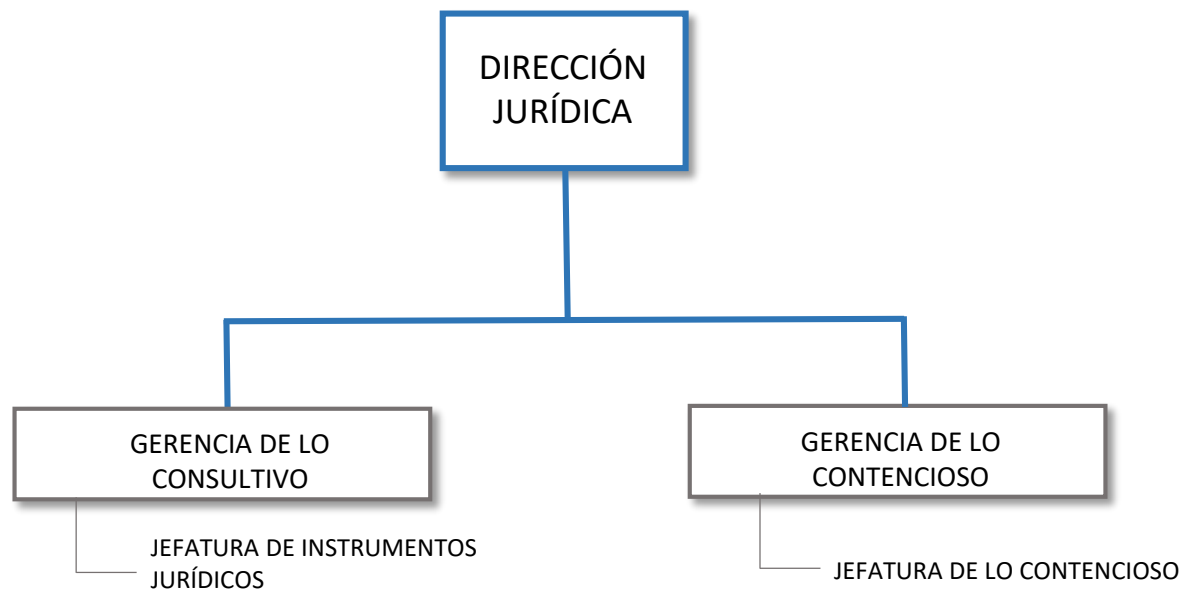 DIRECCIÓN
JURÍDICA
GERENCIA DE LO
CONSULTIVO
GERENCIA DE LO
CONTENCIOSO
JEFATURA DE INSTRUMENTOS
JURÍDICOS
JEFATURA DE LO CONTENCIOSO